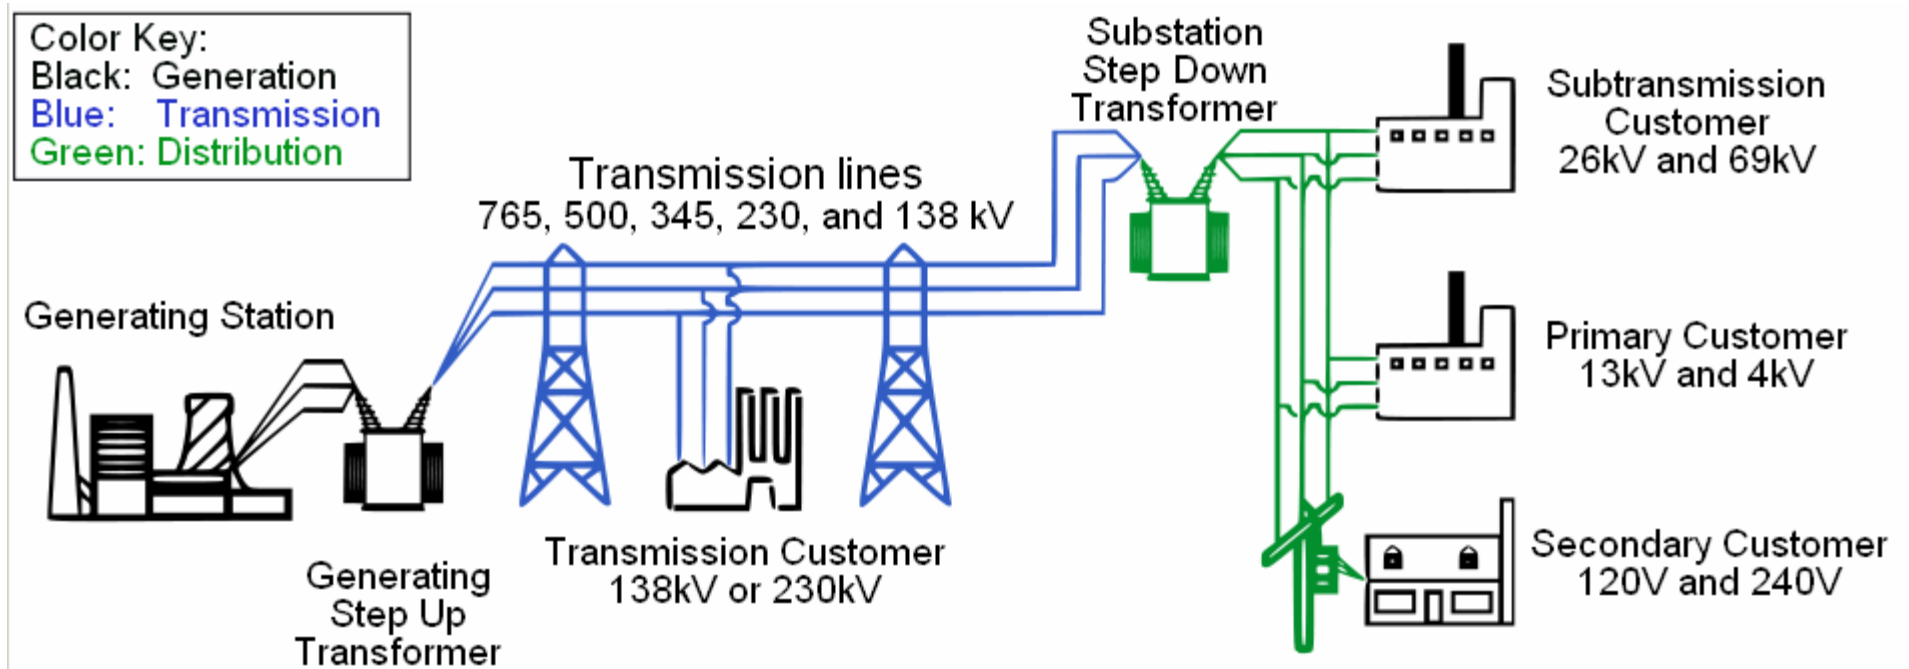 Color Key:
Black: Generation
Blue: Transmission
Green: Distribution
Substation
Step Down
Transformer
Subtransmission
Customer
26kV and 69kV
Transmission lines
765, 500, 345, 230, and 138 kV
Generating Station
Primary Customer
13kV and 4kV
Transmission Customer
138kV or 230kV
Generating
Step Up
Transformer
Secondary Customer
120V and 240V